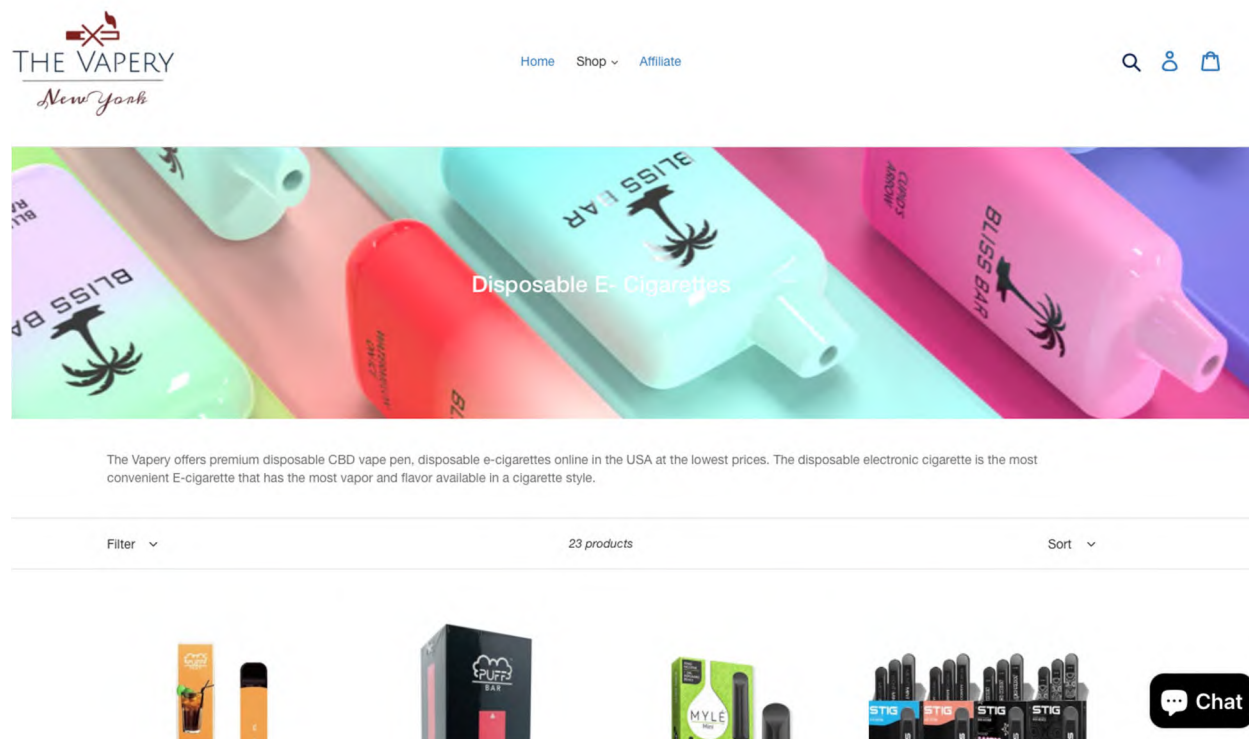 THE VAPERY
New York
Home Shop Affiliate
BLISS BAR
BLISS BAR
CUPID'S
ARROW
BLISS BAR
Disposable E- Cigarettes
The Vapery offers premium disposable CBD vape pen, disposable e-cigarettes online in the USA at the lowest prices. The disposable electronic cigarette is the most
convenient E-cigarette that has the most vapor and flavor available in a cigarette style.
Filter
23 products
Sort
PUFF
BAR
MYLÉ
Mini
STIG
STIG
STIG
STIG
Chat